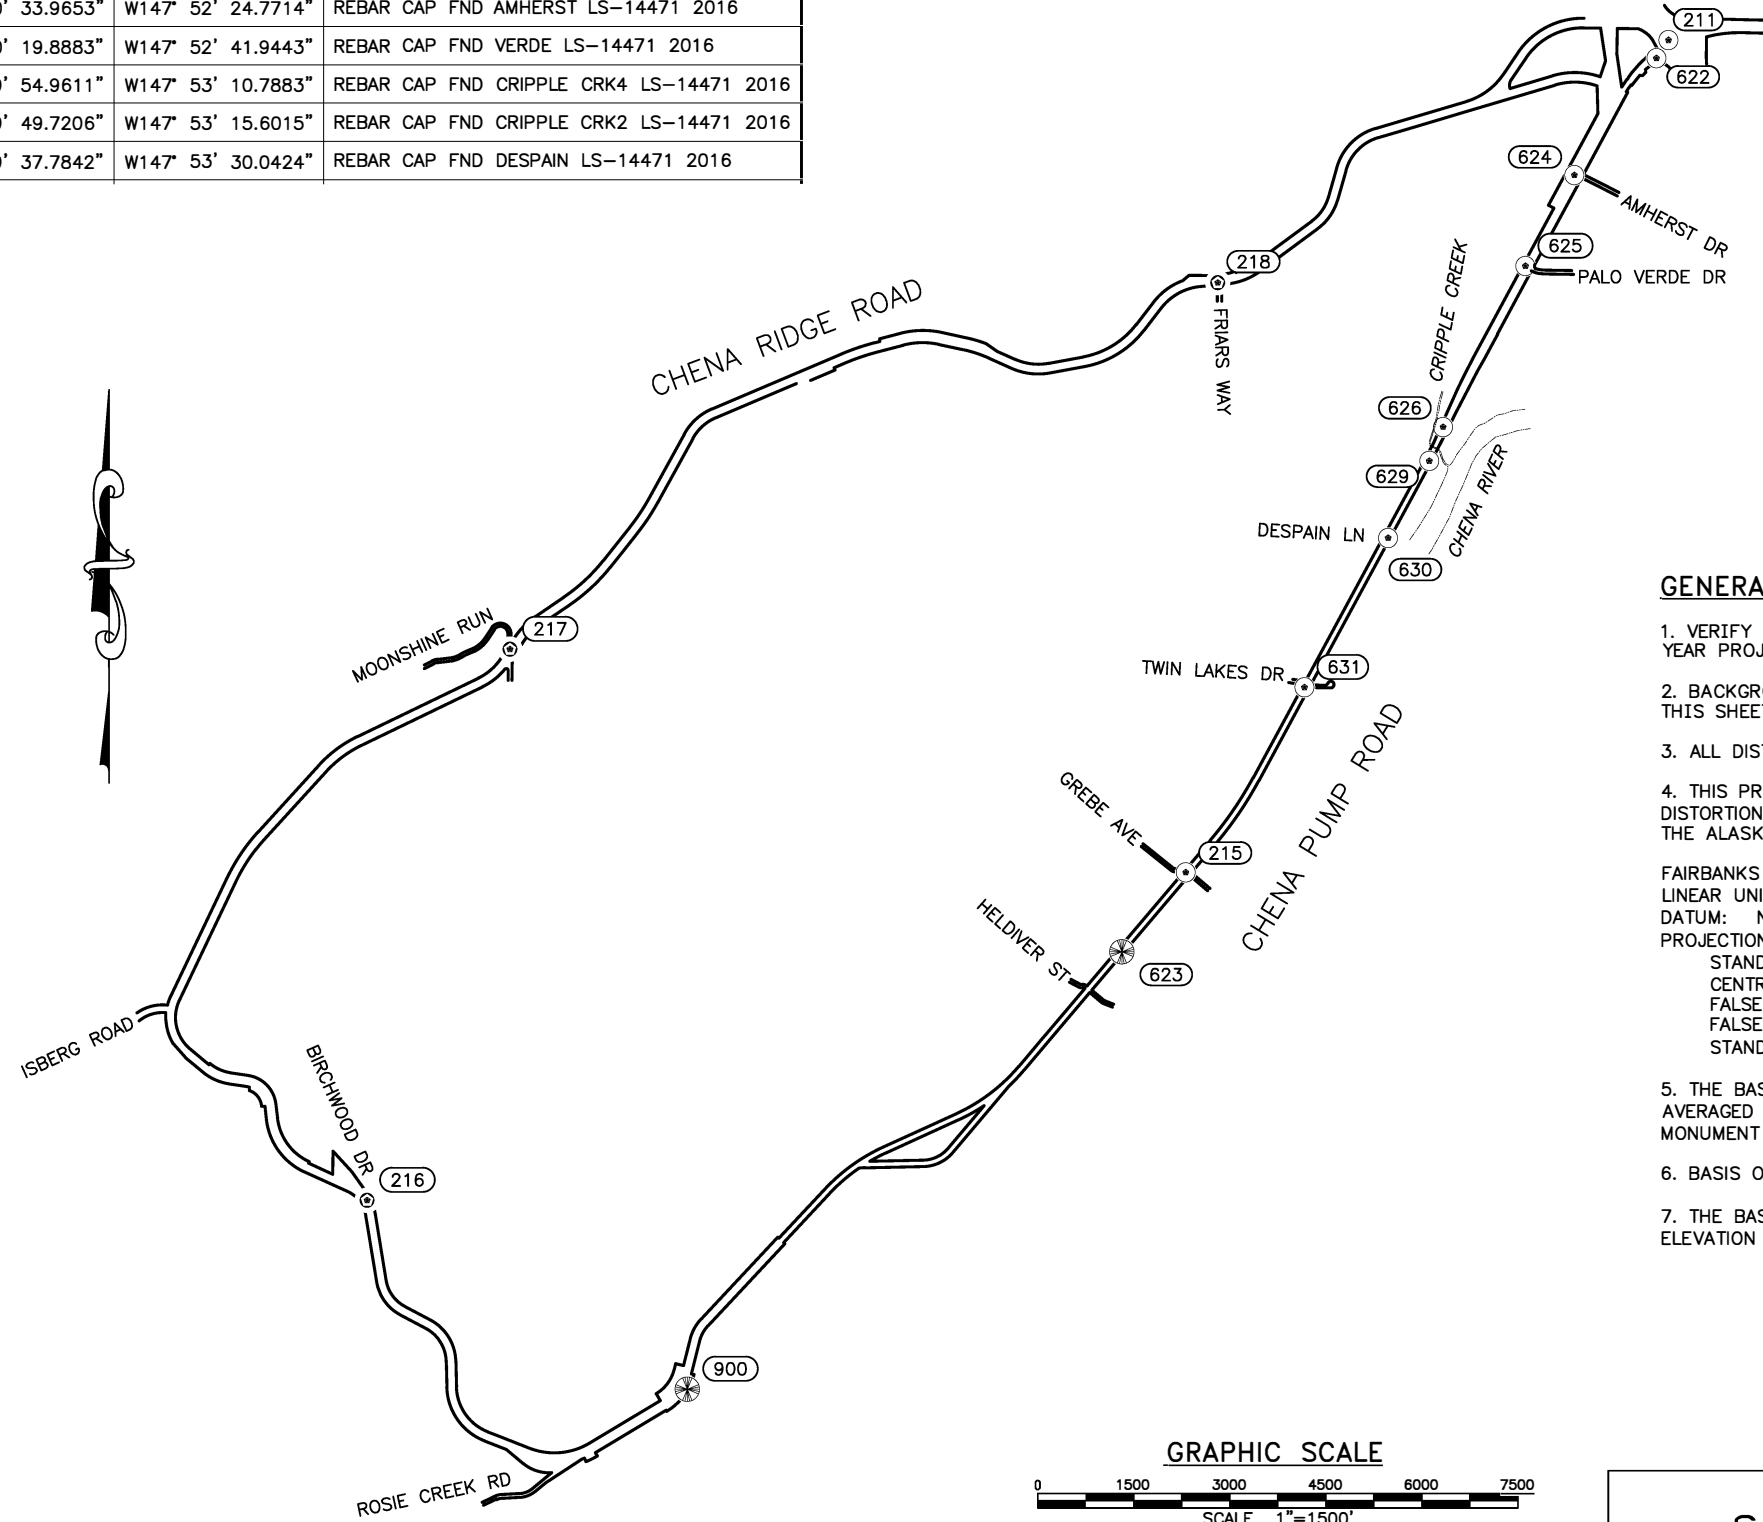 33.9653" W147° 52' 24.7714" REBAR CAP FND AMHERST LS-14471 2016
' 19.8883" W147° 52' 41.9443" REBAR CAP FND VERDE LS-14471 2016
' 54.9611" W147° 53' 10.7883" REBAR CAP FND CRIPPLE CRK4 LS-14471 2016
' 49.7206" W147° 53' 15.6015" REBAR CAP FND CRIPPLE CRK2 LS-14471 2016
' 37.7842" W147° 53' 30.0424" REBAR CAP FND DESPAIN LS-14471 2016
211
622
624
AMHERST DR
625
PALO VERDE DR
218
FRIARS WAY
CHENA RIDGE ROAD
CRIPPLE CREEK
626
629
CHENA RIVER
DESPAIN LN
630
217
MOONSHINE RUN
TWIN LAKES DR
631
GREBE AVE
215
CHENA PUMP ROAD
HELDIVER ST
623
ISBERG ROAD
BIRCHWOOD DR
216
900
ROSIE CREEK RD
GENERA
1. VERIFY
YEAR PROJ
2. BACKGR
THIS SHEE
3. ALL DIS
4. THIS PR
DISTORTION
THE ALASK
FAIRBANKS
LINEAR UNI
DATUM: N
PROJECTION
STAND
CENTR
FALSE
FALSE
STAND
5. THE BAS
AVERAGED
MONUMENT
6. BASIS O
7. THE BAS
ELEVATION
GRAPHIC SCALE
0 1500 3000 4500 6000 7500
SCALE 1"=1500'